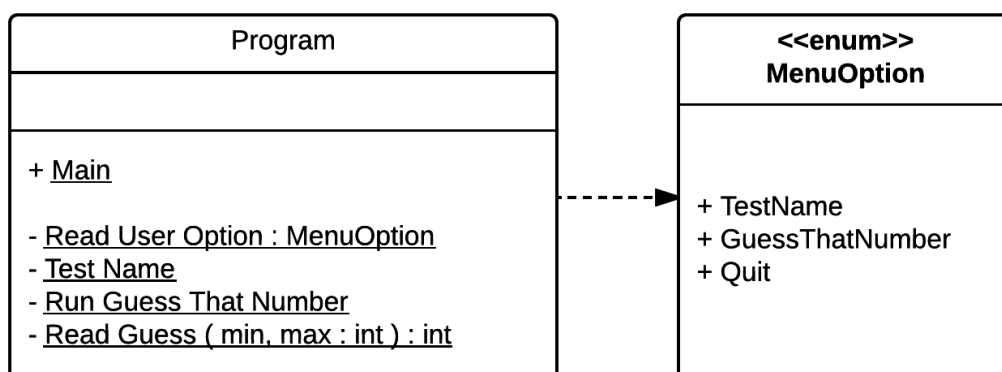 Program
+ Main
- Read User Option : MenuOption
- Test Name
- Run Guess That Number
- Read Guess ( min, max : int ) : int
<<enum>>
MenuOption
+ TestName
+ GuessThatNumber
+ Quit